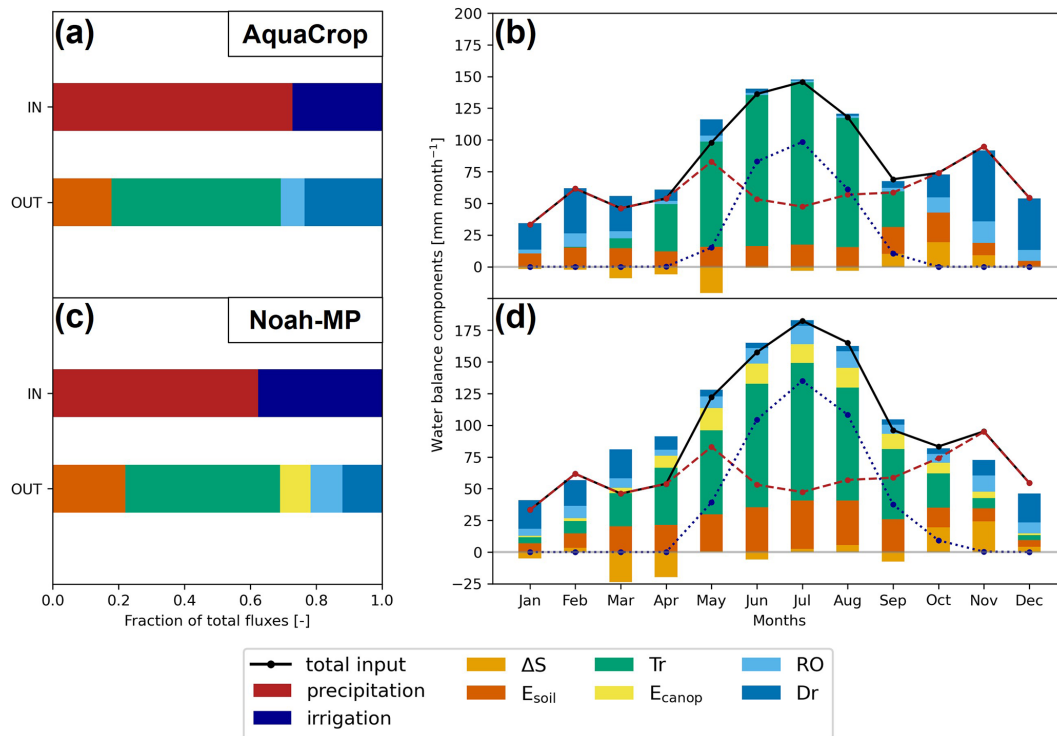 (a)
AquaCrop
IN
OUT
(b)
200
175
150
125
100
75
50
25
0
(c)
Noah-MP
IN
OUT
0.0 0.2 0.4 0.6 0.8 1.0
Fraction of total fluxes [-]
(d)
175
150
125
100
75
50
25
0
−25
Water balance components [mm month⁻¹]
Jan Feb Mar Apr May Jun Jul Aug Sep Oct Nov Dec
Months
total input ΔS Tr RO
precipitation E_soil E_canop Dr
irrigation